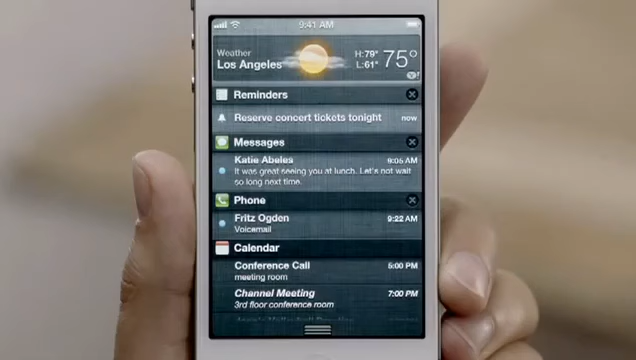 9:41 AM
Weather
Los Angeles
H:79°
L:61°
75°
Reminders
Reserve concert tickets tonight now
Messages
Katie Abeles 9:05 AM
It was great seeing you at lunch. Let's not wait
so long next time.
Phone
Fritz Ogden 9:22 AM
Voicemail
Calendar
Conference Call 5:00 PM
meeting room
Channel Meeting 7:00 PM
3rd floor conference room